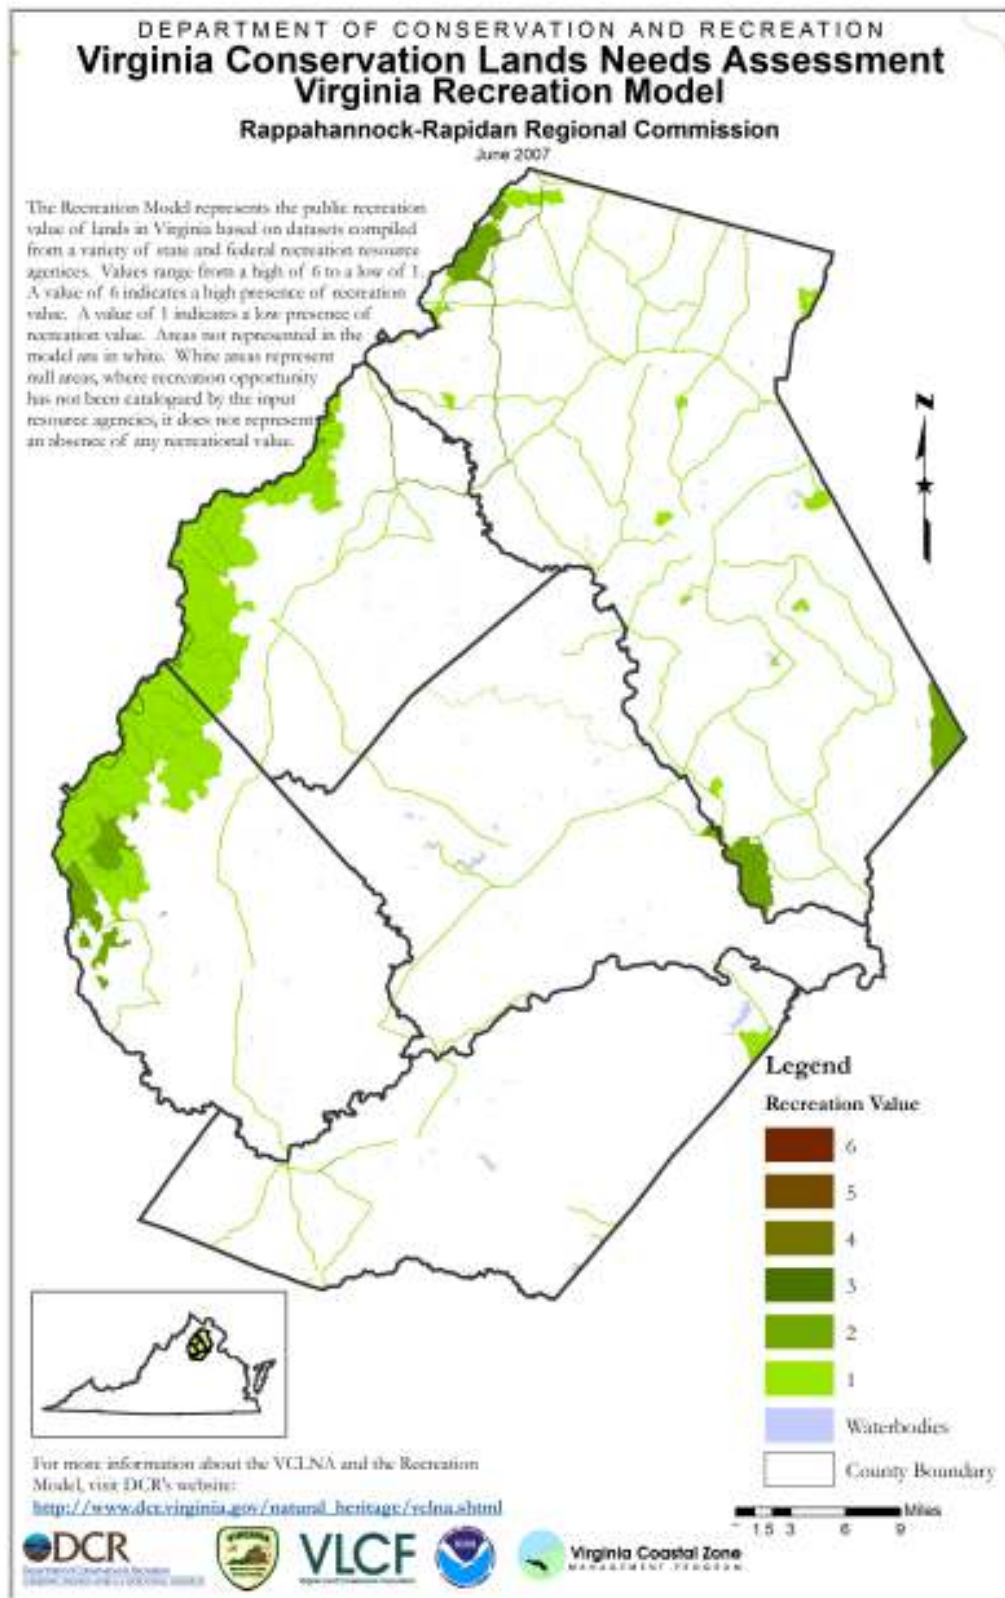 DEPARTMENT OF CONSERVATION AND RECREATION
Virginia Conservation Lands Needs Assessment
Virginia Recreation Model
Rappahannock-Rapidan Regional Commission
June 2007
The Recreation Model represents the public recreation
value of lands in Virginia based on datasets compiled
from a variety of state and federal recreation resource
agencies. Values range from a high of 6 to a low of 1.
A value of 6 indicates a high presence of recreation
value. A value of 1 indicates a low presence of
recreation value. Areas not represented in the
model are in white. White areas represent
null areas, where recreation opportunity
has not been catalogued by the input
resource agencies, it does not represent
an absence of any recreational value.
N
Legend
Recreation Value
6
5
4
3
2
1
Waterbodies
County Boundary
Miles
1.5 3 6 9
For more information about the VCLNA and the Recreation
Model, visit DCR's website:
http://www.dcr.virginia.gov/natural_heritage/vclna.shtml
DCR
VIRGINIA
VLCF
Virginia Coastal Zone
MANAGEMENT PROGRAM